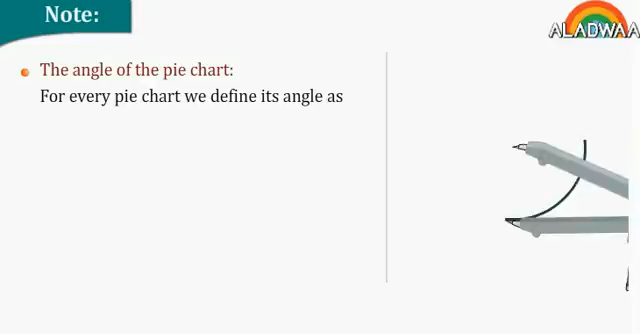 Note:
ALADWAA
The angle of the pie chart:
For every pie chart we define its angle as